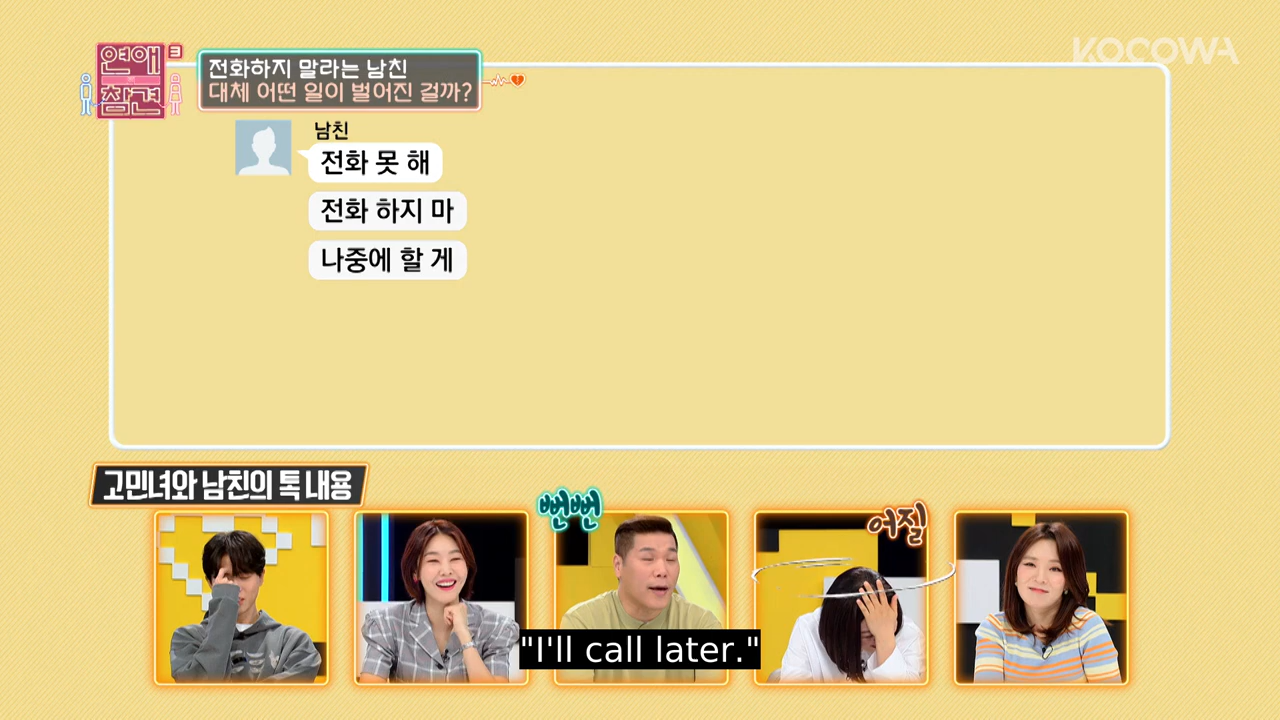 연애
참견
3
전화하지 말라는 남친
대체 어떤 일이 벌어진 걸까?
KOCOWA
남친
전화 못 해
전화 하지 마
나중에 할 게
고민녀와 남친의 톡 내용
뻔뻔
어질
"I'll call later."